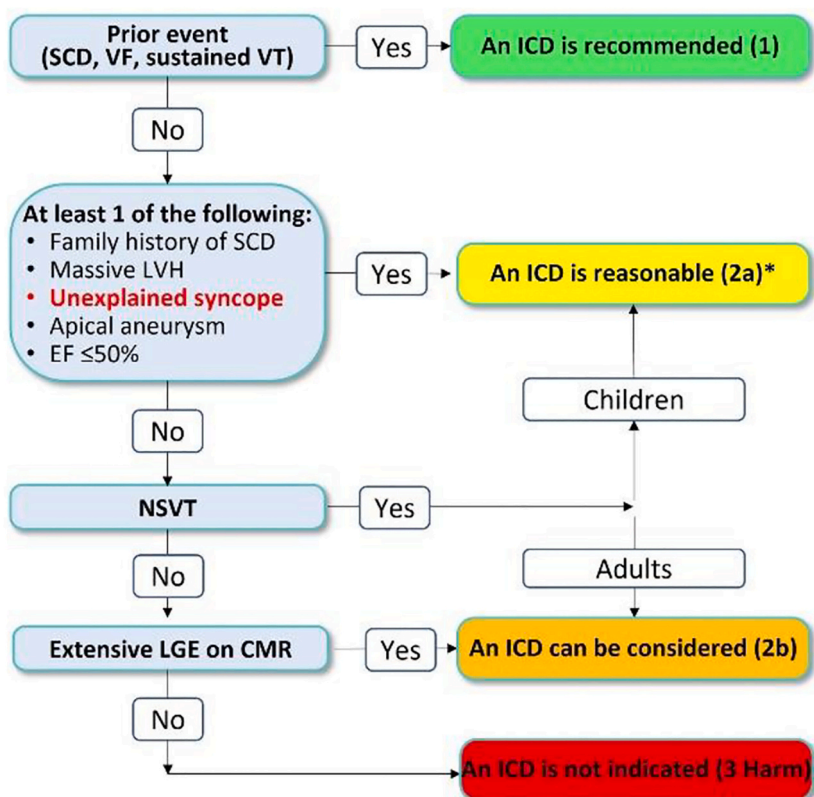 Prior event
(SCD, VF, sustained VT)
Yes
An ICD is recommended (1)
No
At least 1 of the following:
• Family history of SCD
• Massive LVH
• Unexplained syncope
• Apical aneurysm
• EF ≤50%
Yes
An ICD is reasonable (2a)*
Children
No
NSVT
Yes
Adults
No
Extensive LGE on CMR
Yes
An ICD can be considered (2b)
No
An ICD is not indicated (3 Harm)